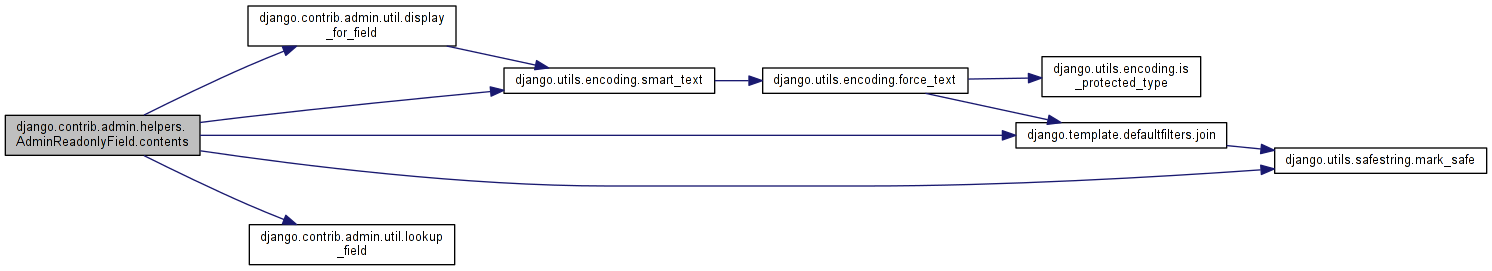 django.contrib.admin.util.display
_for_field
django.utils.encoding.smart_text
django.utils.encoding.force_text
django.utils.encoding.is
_protected_type
django.contrib.admin.helpers.
AdminReadonlyField.contents
django.template.defaultfilters.join
django.utils.safestring.mark_safe
django.contrib.admin.util.lookup
_field